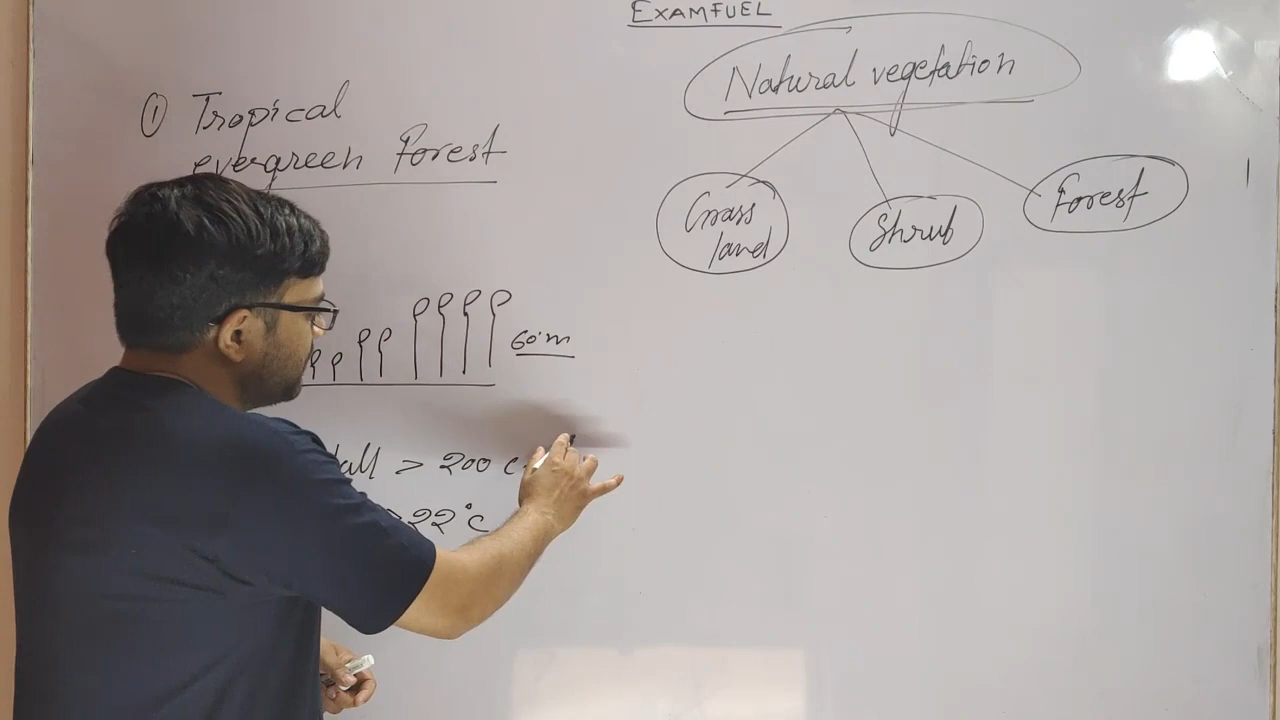 EXAMFUEL
Natural vegetation
Grass
land
Shrub
Forest
① Tropical
evergreen Forest
60 m
> 200
22°C